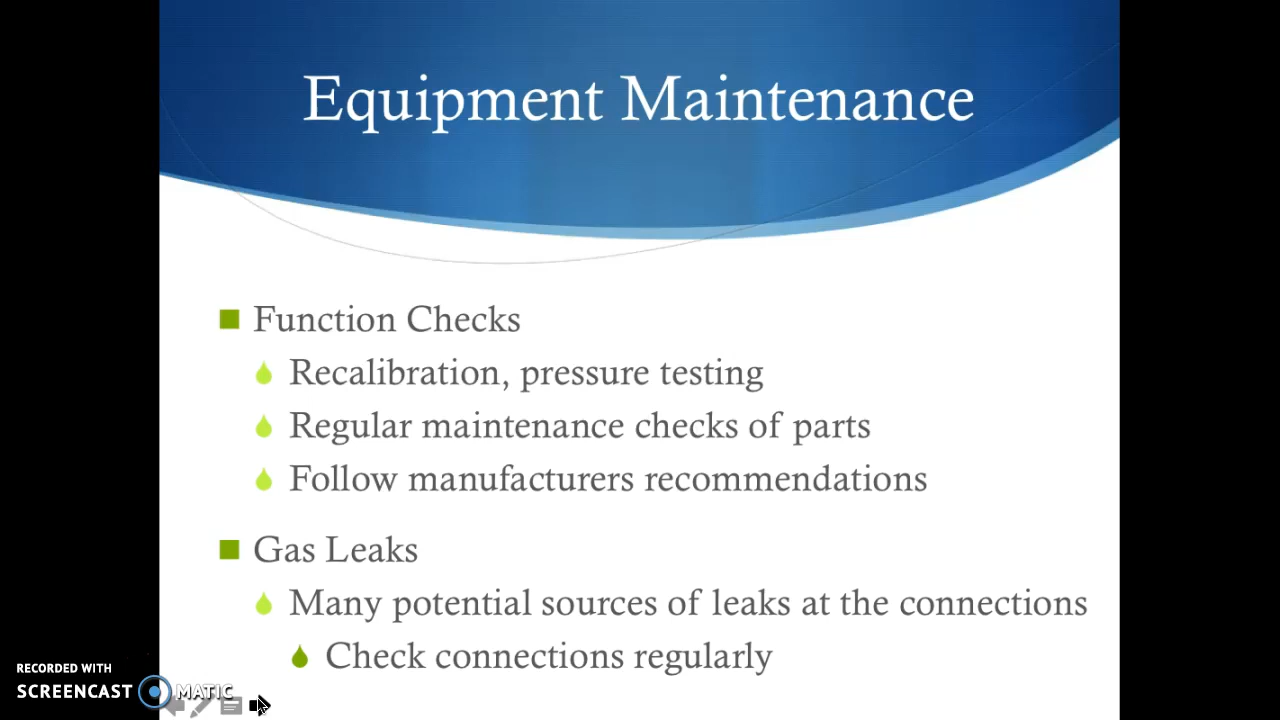 Equipment Maintenance
Function Checks
Recalibration, pressure testing
Regular maintenance checks of parts
Follow manufacturers recommendations
Gas Leaks
Many potential sources of leaks at the connections
Check connections regularly
RECORDED WITH
SCREENCAST MATIC